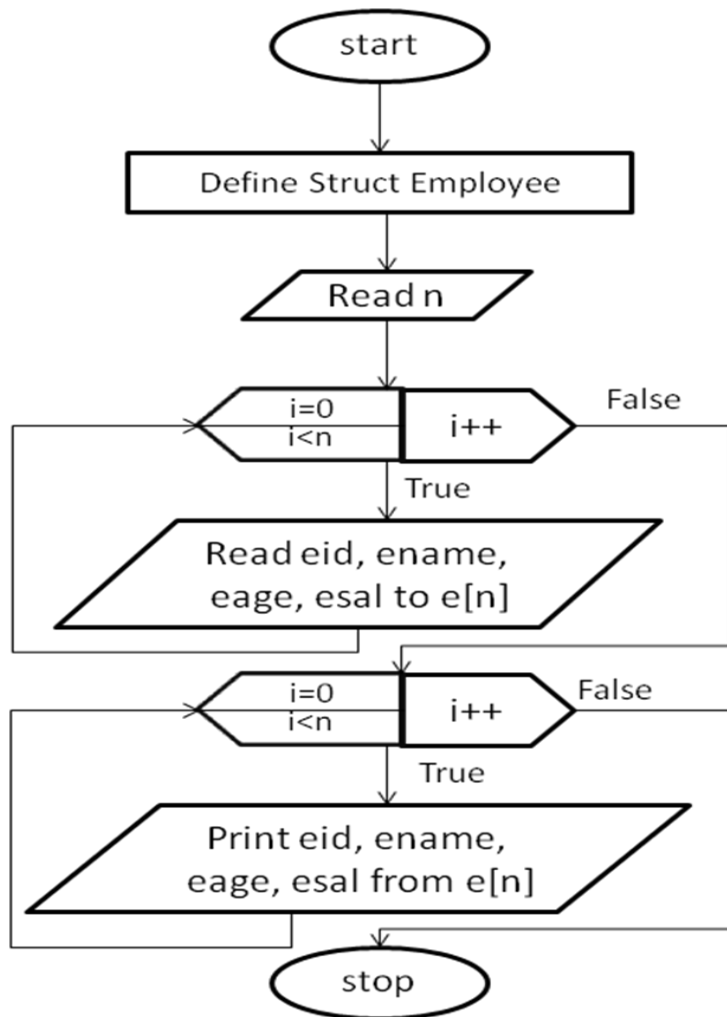 start
Define Struct Employee
Read n
i=0
i<n
i++
False
True
Read eid, ename,
eage, esal to e[n]
i=0
i<n
i++
False
True
Print eid, ename,
eage, esal from e[n]
stop